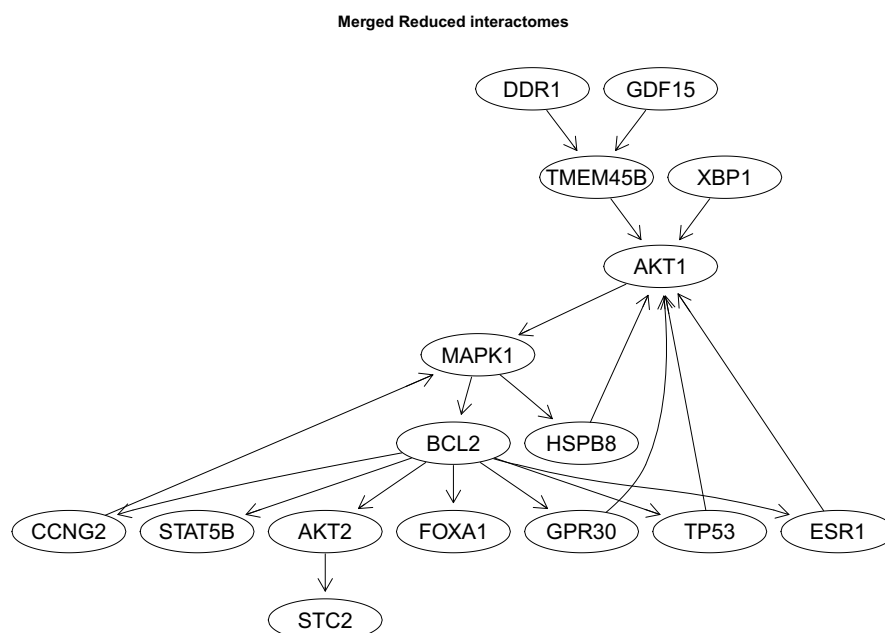 Merged Reduced interactomes
DDR1 GDF15
TMEM45B XBP1
AKT1
MAPK1
BCL2 HSPB8
CCNG2 STAT5B AKT2 FOXA1 GPR30 TP53 ESR1
STC2